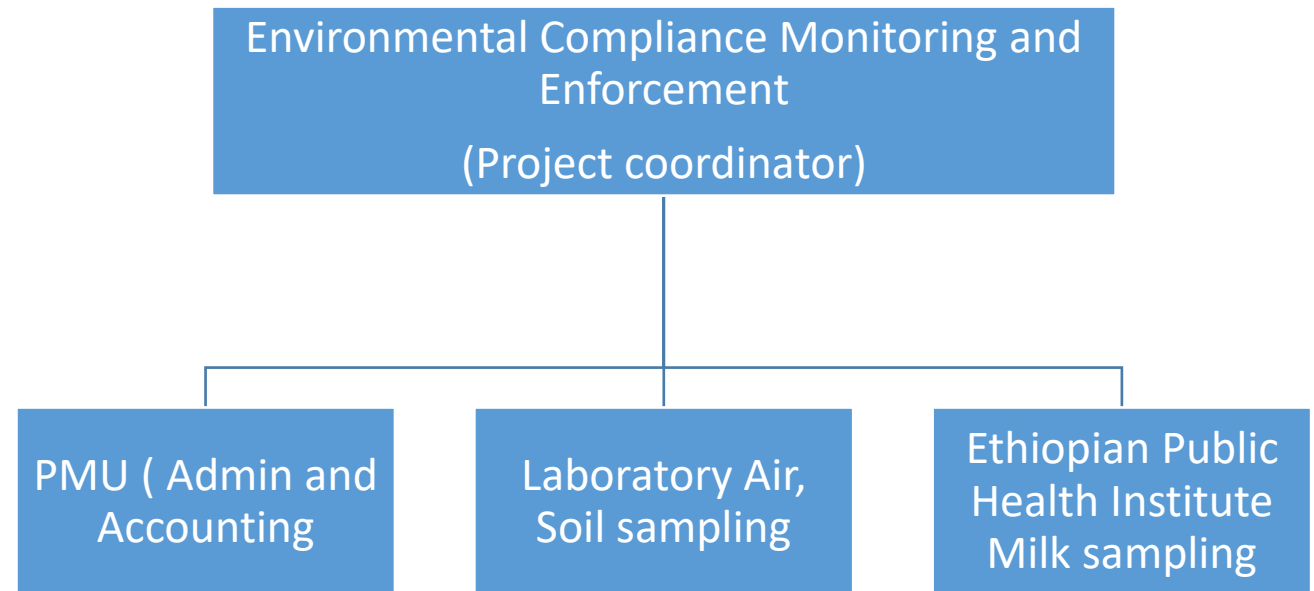 Environmental Compliance Monitoring and
Enforcement
(Project coordinator)
PMU ( Admin and
Accounting
Laboratory Air,
Soil sampling
Ethiopian Public
Health Institute
Milk sampling